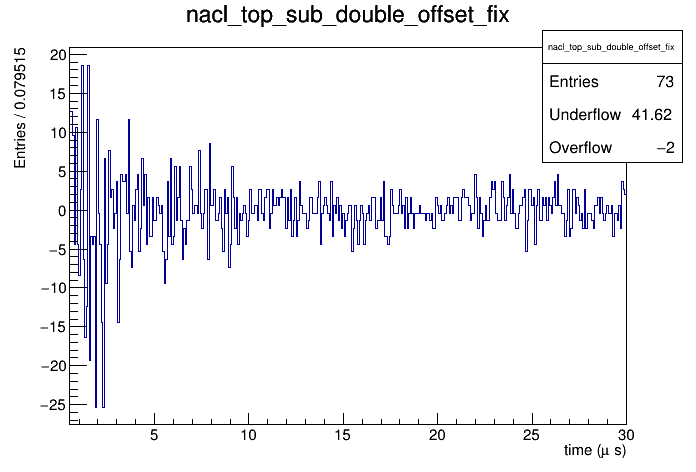 nacl_top_sub_double_offset_fix
nacl_top_sub_double_offset_fix
Entries 73
Underflow 41.62
Overflow −2
Entries / 0.079515
20
15
10
5
0
−5
−10
−15
−20
−25
5 10 15 20 25 30
time (μ s)